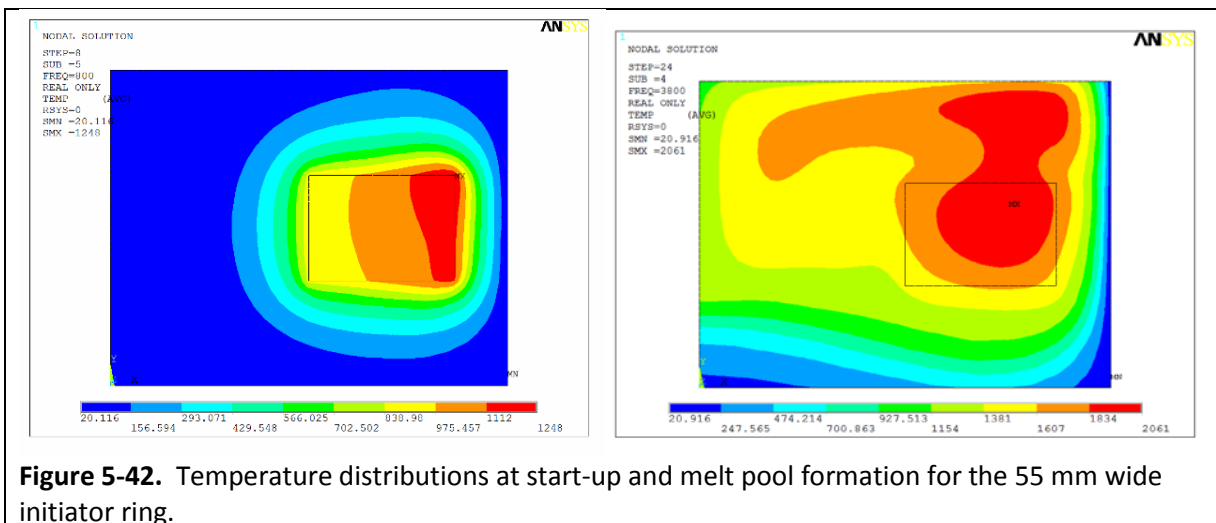 1
ANSYS
NODAL SOLUTION
STEP=8
SUB =5
FREQ=800
REAL ONLY
TEMP (AVG)
RSYS=0
SMN =20.116
SMX =1248
MX
Y
Z X
MN
20.116 293.071 566.025 838.98 1112
156.594 429.548 702.502 975.457 1248
1
ANSYS
NODAL SOLUTION
STEP=24
SUB =4
FREQ=3800
REAL ONLY
TEMP (AVG)
RSYS=0
SMN =20.916
SMX =2061
MX
Y
Z X
MN
20.916 474.214 927.513 1381 1834
247.565 700.863 1154 1607 2061
Figure 5-42. Temperature distributions at start-up and melt pool formation for the 55 mm wide
initiator ring.